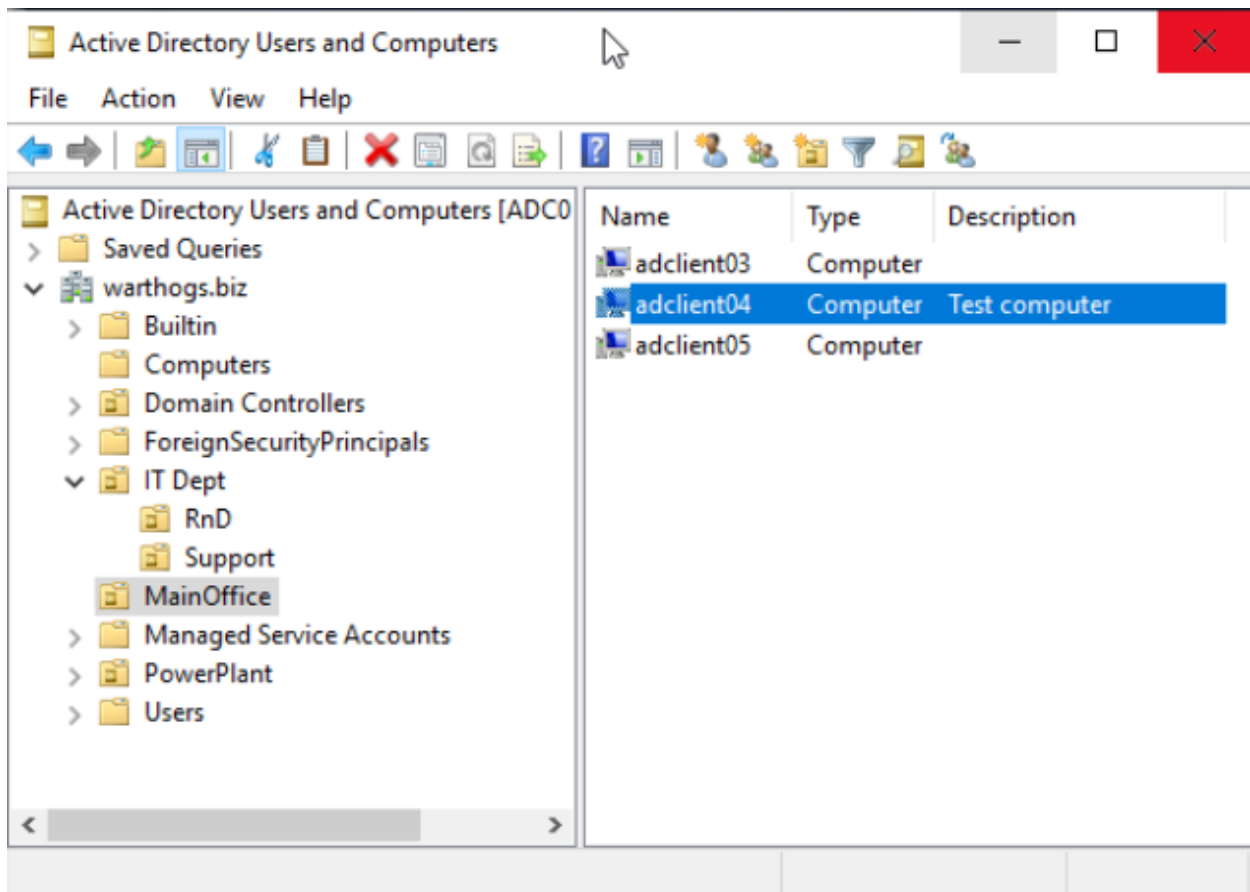 Active Directory Users and Computers
File Action View Help
Active Directory Users and Computers [ADC0
Saved Queries
warthogs.biz
Builtin
Computers
Domain Controllers
ForeignSecurityPrincipals
IT Dept
RnD
Support
MainOffice
Managed Service Accounts
PowerPlant
Users
Name Type Description
adclient03 Computer
adclient04 Computer Test computer
adclient05 Computer